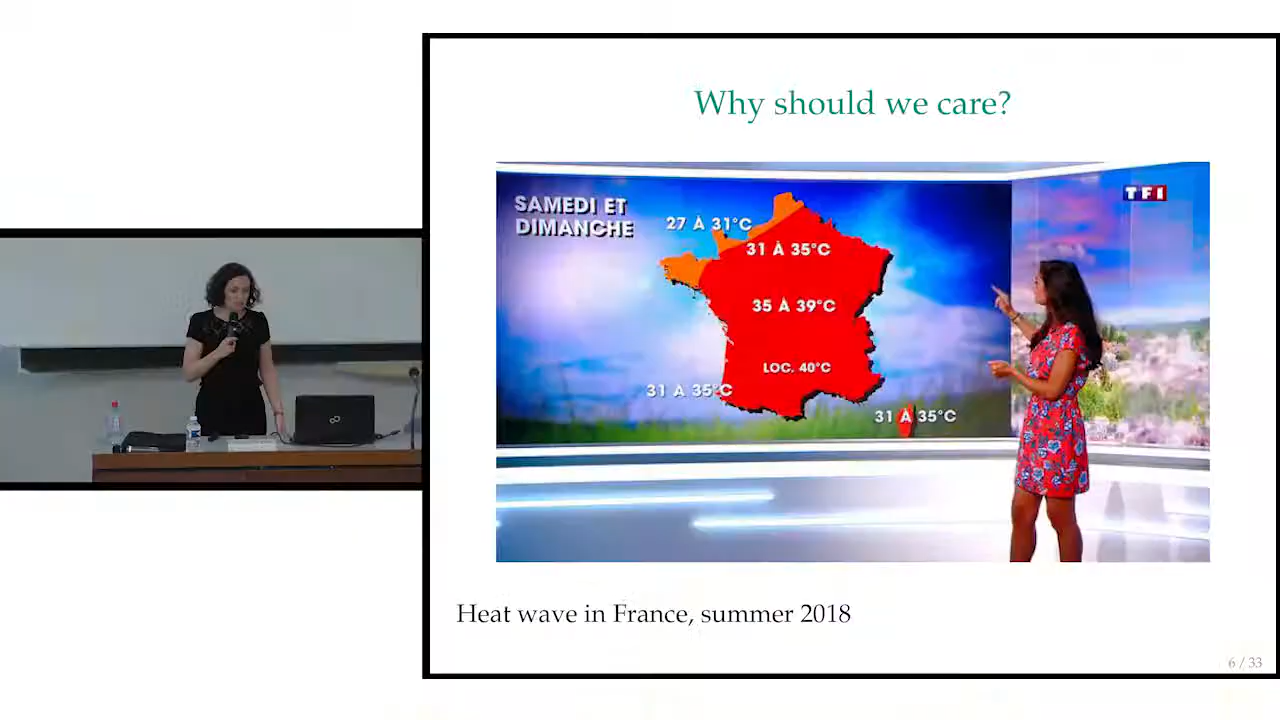 Why should we care?
SAMEDI ET
DIMANCHE
TF1
27 À 31°C
31 À 35°C
35 À 39°C
LOC. 40°C
31 À 35°C
31 À 35°C
Heat wave in France, summer 2018
6 / 33